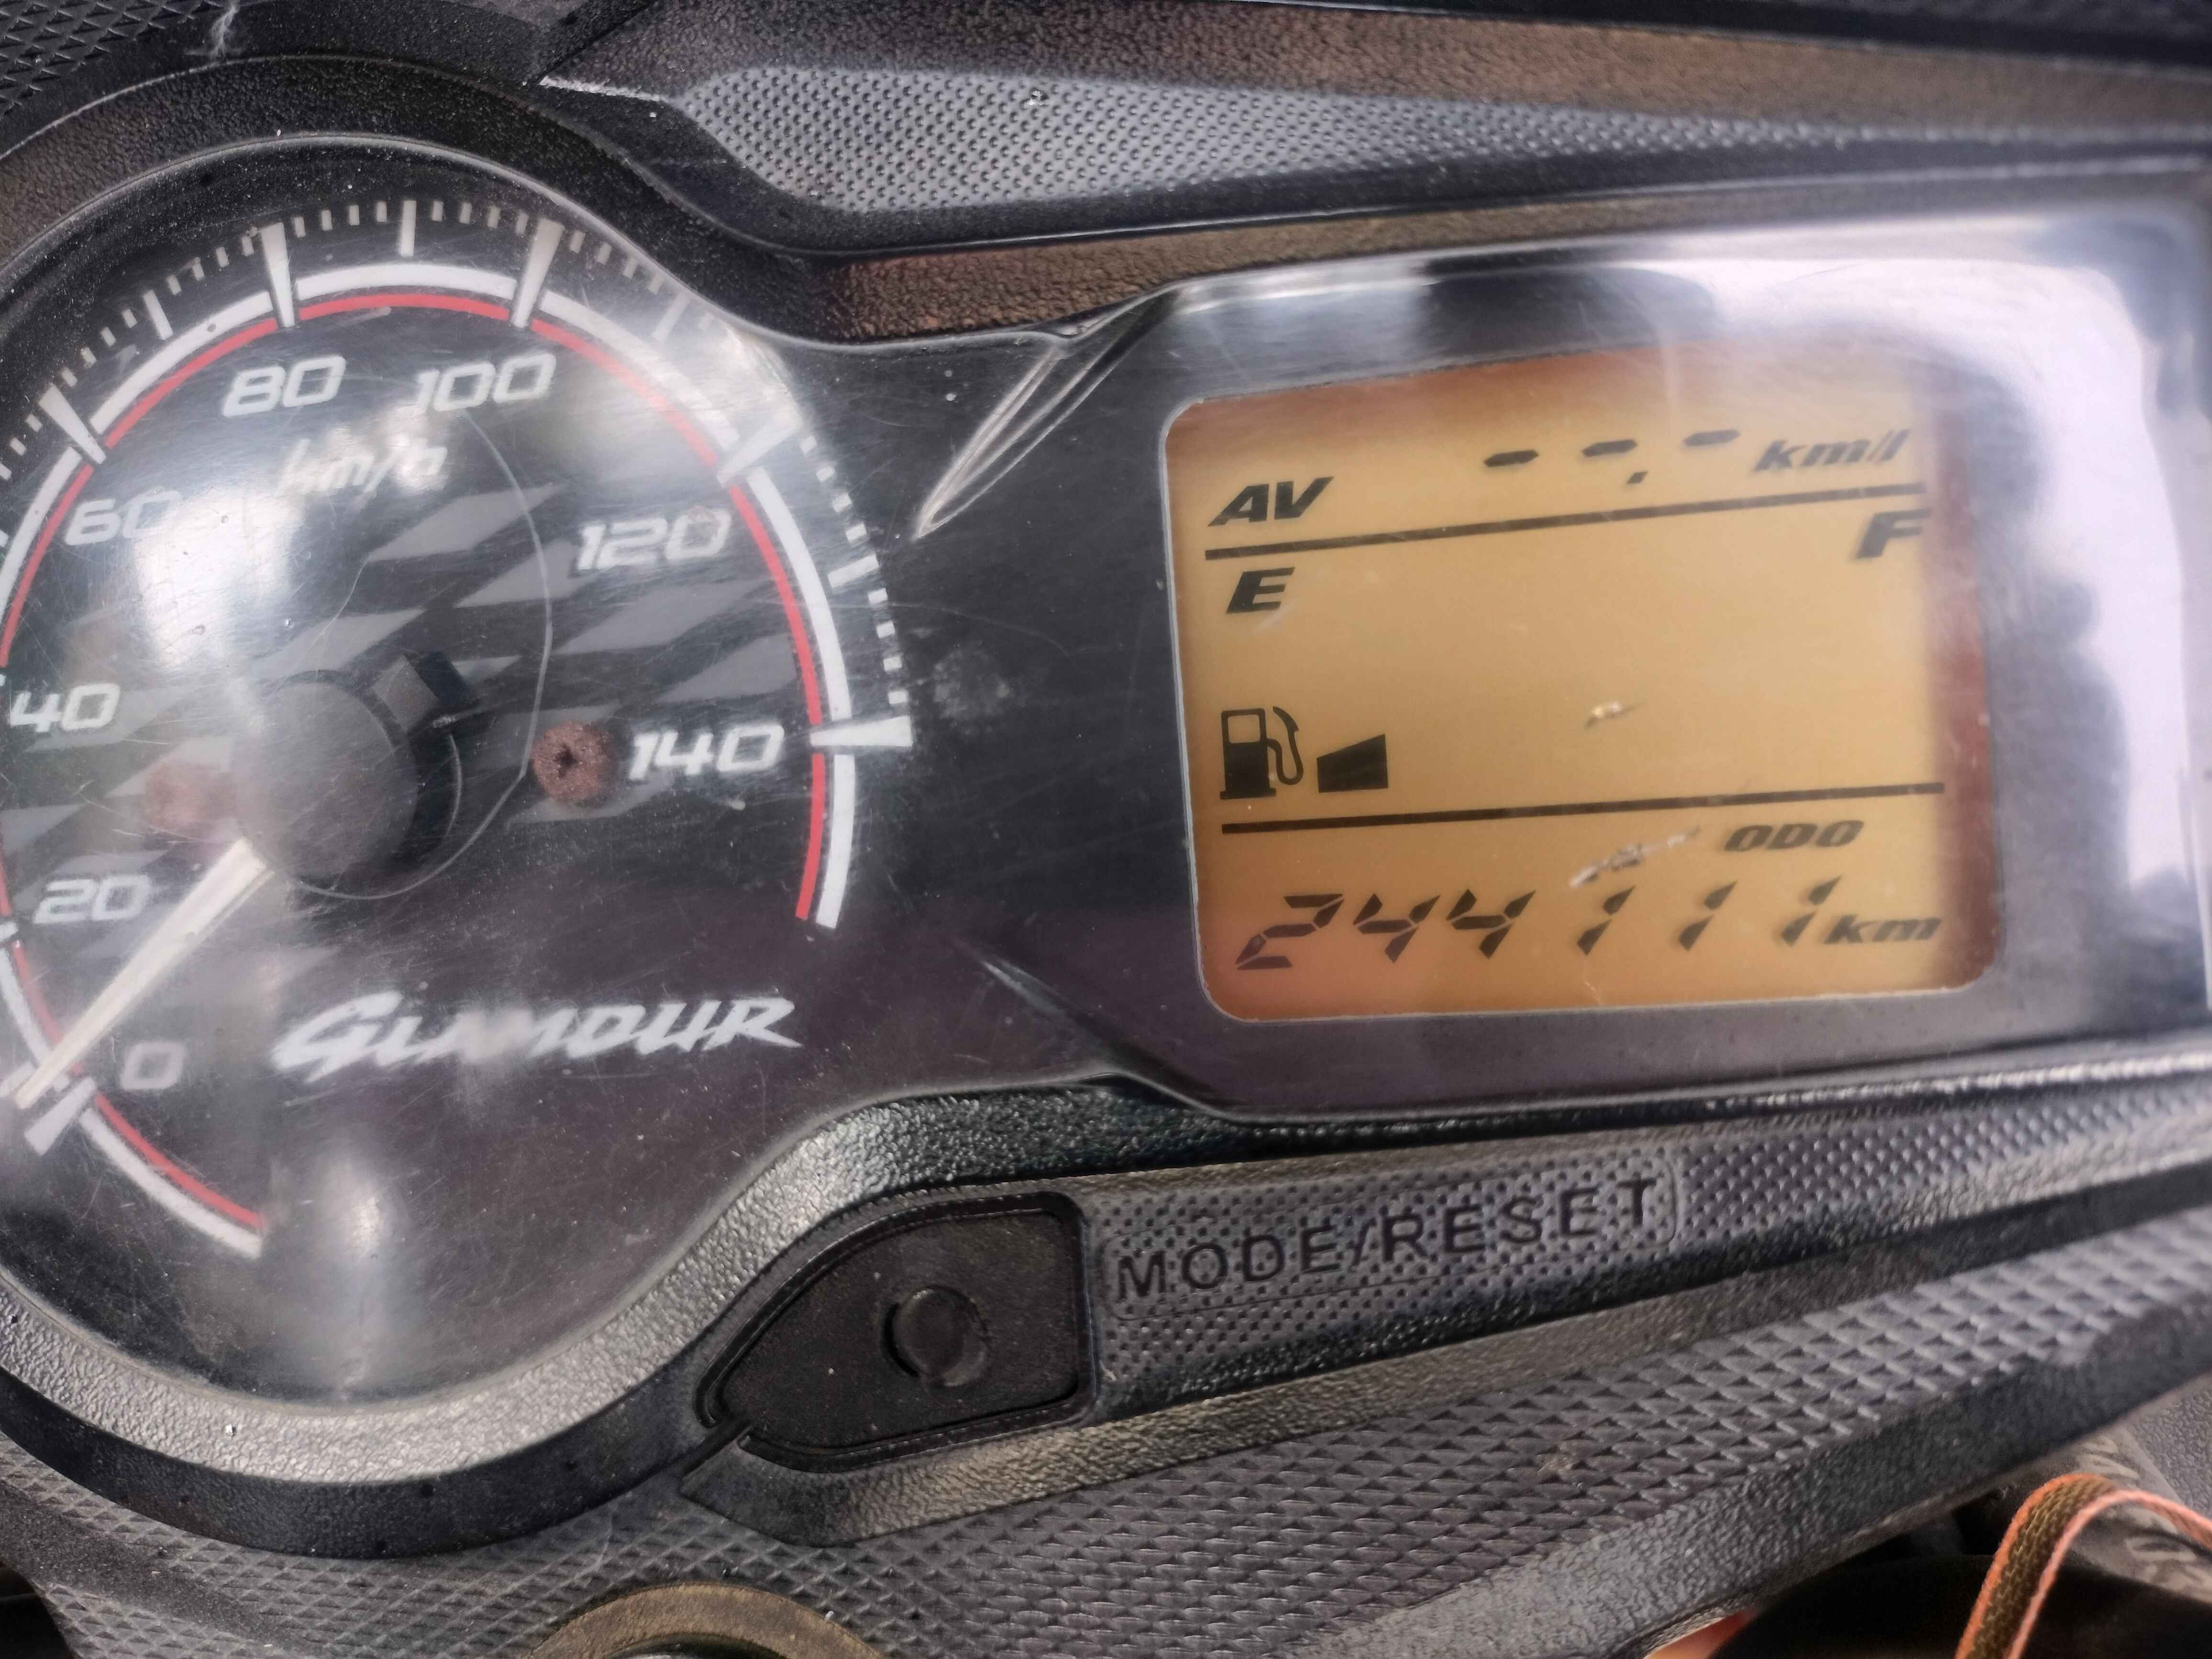 80 100
km/h
60
120
40
140
20
0
GLAMOUR
AV --.- km/l
E F
ODO
244111 km
MODE/RESET